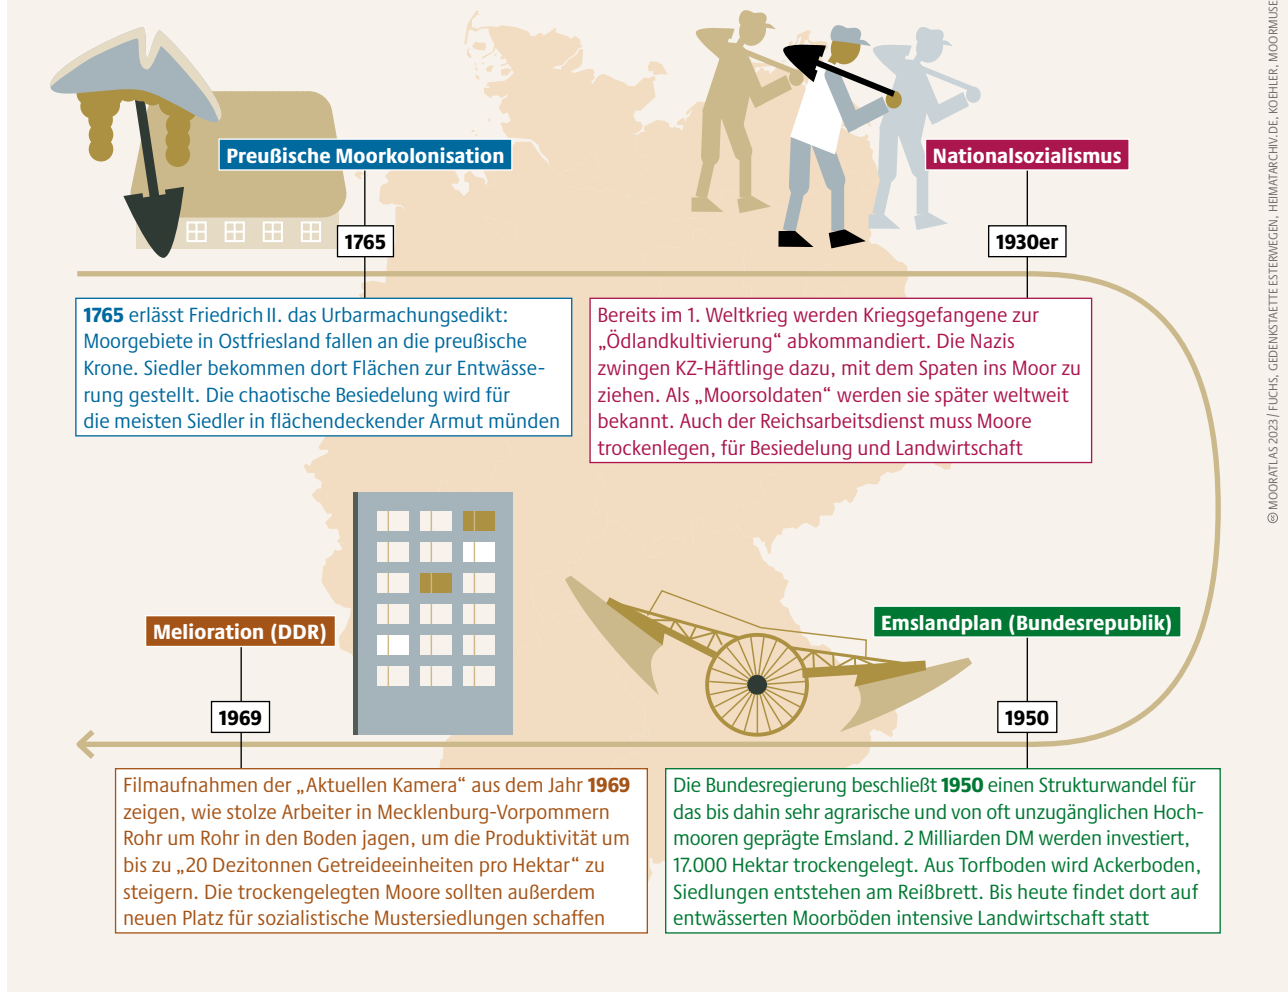 Preußische Moorkolonisation
1765
1765 erlässt Friedrich II. das Urbarmachungsedikt:
Moorgebiete in Ostfriesland fallen an die preußische
Krone. Siedler bekommen dort Flächen zur Entwässe-
rung gestellt. Die chaotische Besiedelung wird für
die meisten Siedler in flächendeckender Armut münden
Nationalsozialismus
1930er
Bereits im 1. Weltkrieg werden Kriegsgefangene zur
„Ödlandkultivierung“ abkommandiert. Die Nazis
zwingen KZ-Häftlinge dazu, mit dem Spaten ins Moor zu
ziehen. Als „Moorsoldaten“ werden sie später weltweit
bekannt. Auch der Reichsarbeitsdienst muss Moore
trockenlegen, für Besiedelung und Landwirtschaft
Emslandplan (Bundesrepublik)
1950
Die Bundesregierung beschließt 1950 einen Strukturwandel für
das bis dahin sehr agrarische und von oft unzugänglichen Hoch-
mooren geprägte Emsland. 2 Milliarden DM werden investiert,
17.000 Hektar trockengelegt. Aus Torfboden wird Ackerboden,
Siedlungen entstehen am Reißbrett. Bis heute findet dort auf
entwässerten Moorböden intensive Landwirtschaft statt
Melioration (DDR)
1969
Filmaufnahmen der „Aktuellen Kamera“ aus dem Jahr 1969
zeigen, wie stolze Arbeiter in Mecklenburg-Vorpommern
Rohr um Rohr in den Boden jagen, um die Produktivität um
bis zu „20 Dezitonnen Getreideeinheiten pro Hektar“ zu
steigern. Die trockengelegten Moore sollten außerdem
neuen Platz für sozialistische Mustersiedlungen schaffen
MOORATLAS 2023 / FUCHS, GEDENKSTAETTE ESTERWEGEN, HEIMATARCHIV.DE, KOEHLER,